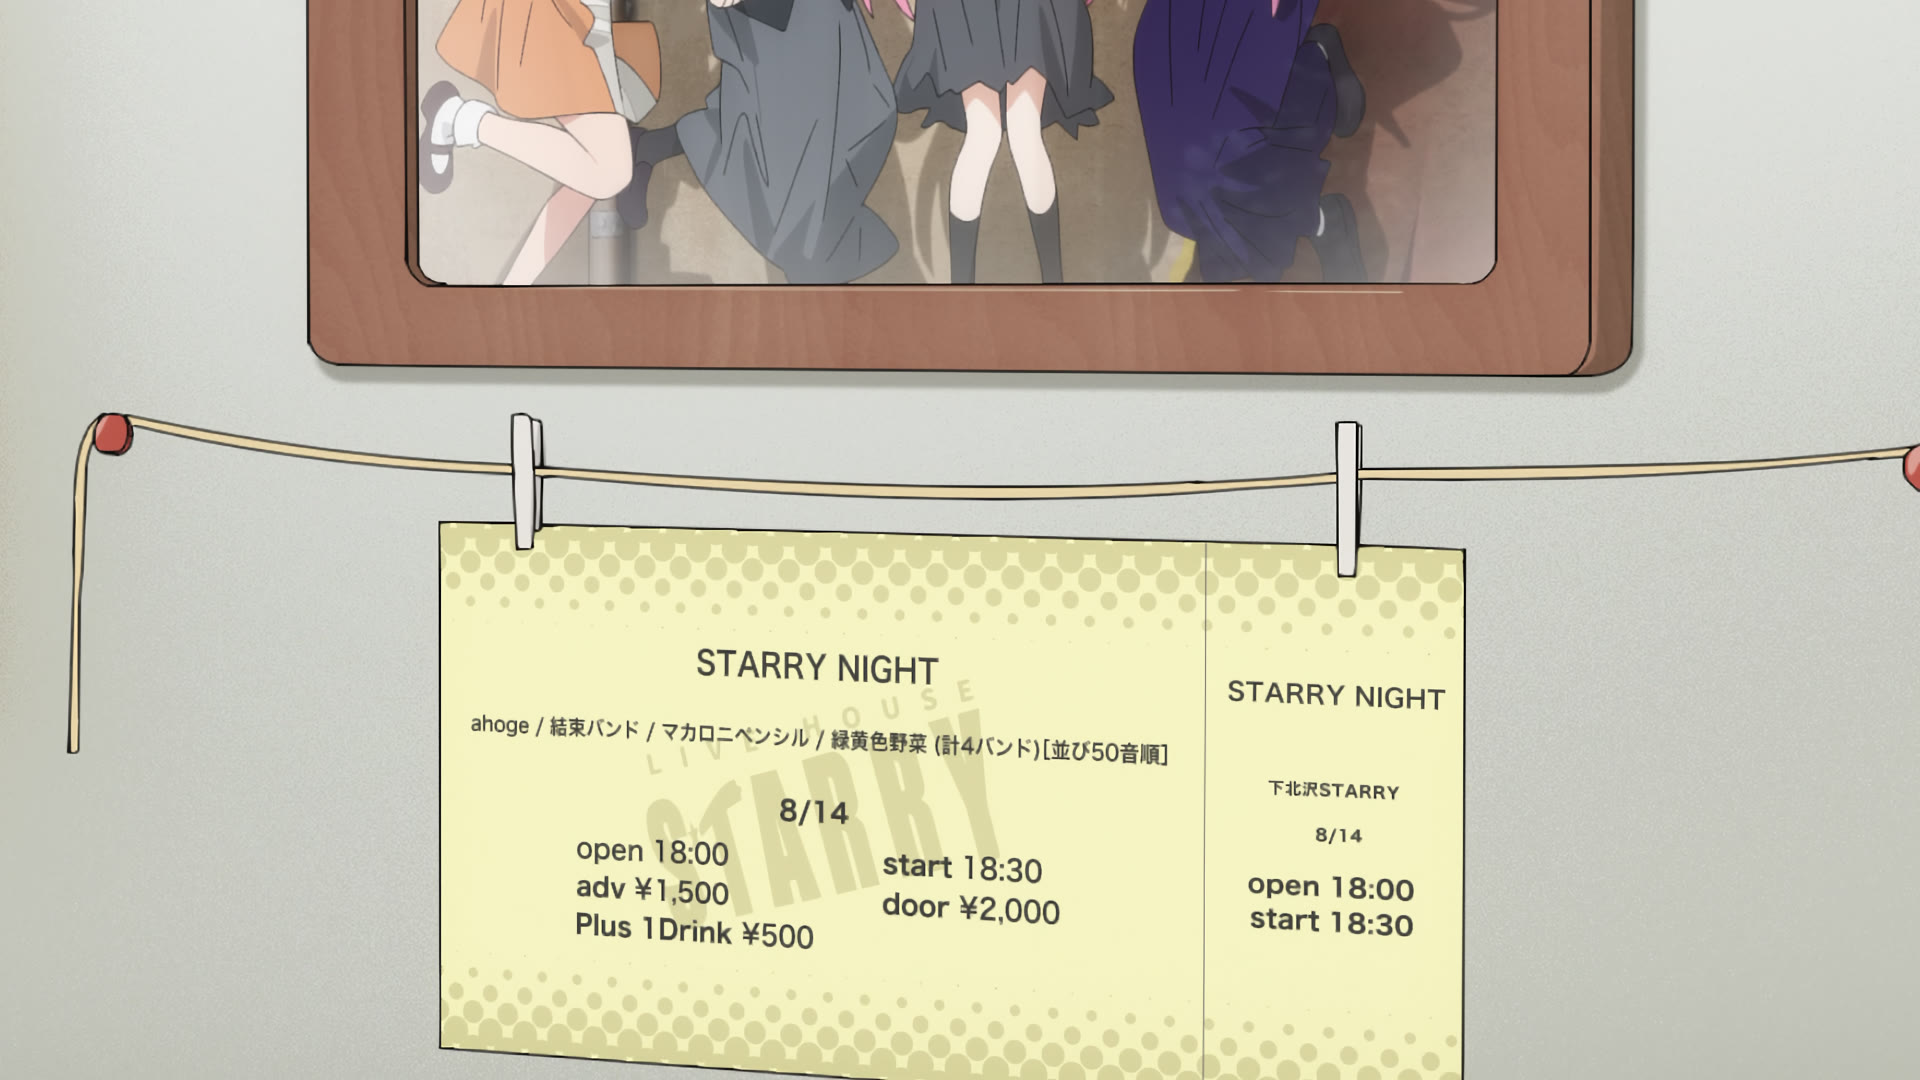 STARRY NIGHT
ahoge / 結束バンド / マカロニペンシル / 緑黄色野菜 (計4バンド)[並び50音順]
LIVE HOUSE
STARRY
8/14
open 18:00
start 18:30
adv ¥1,500
door ¥2,000
Plus 1Drink ¥500
STARRY NIGHT
下北沢STARRY
8/14
open 18:00
start 18:30